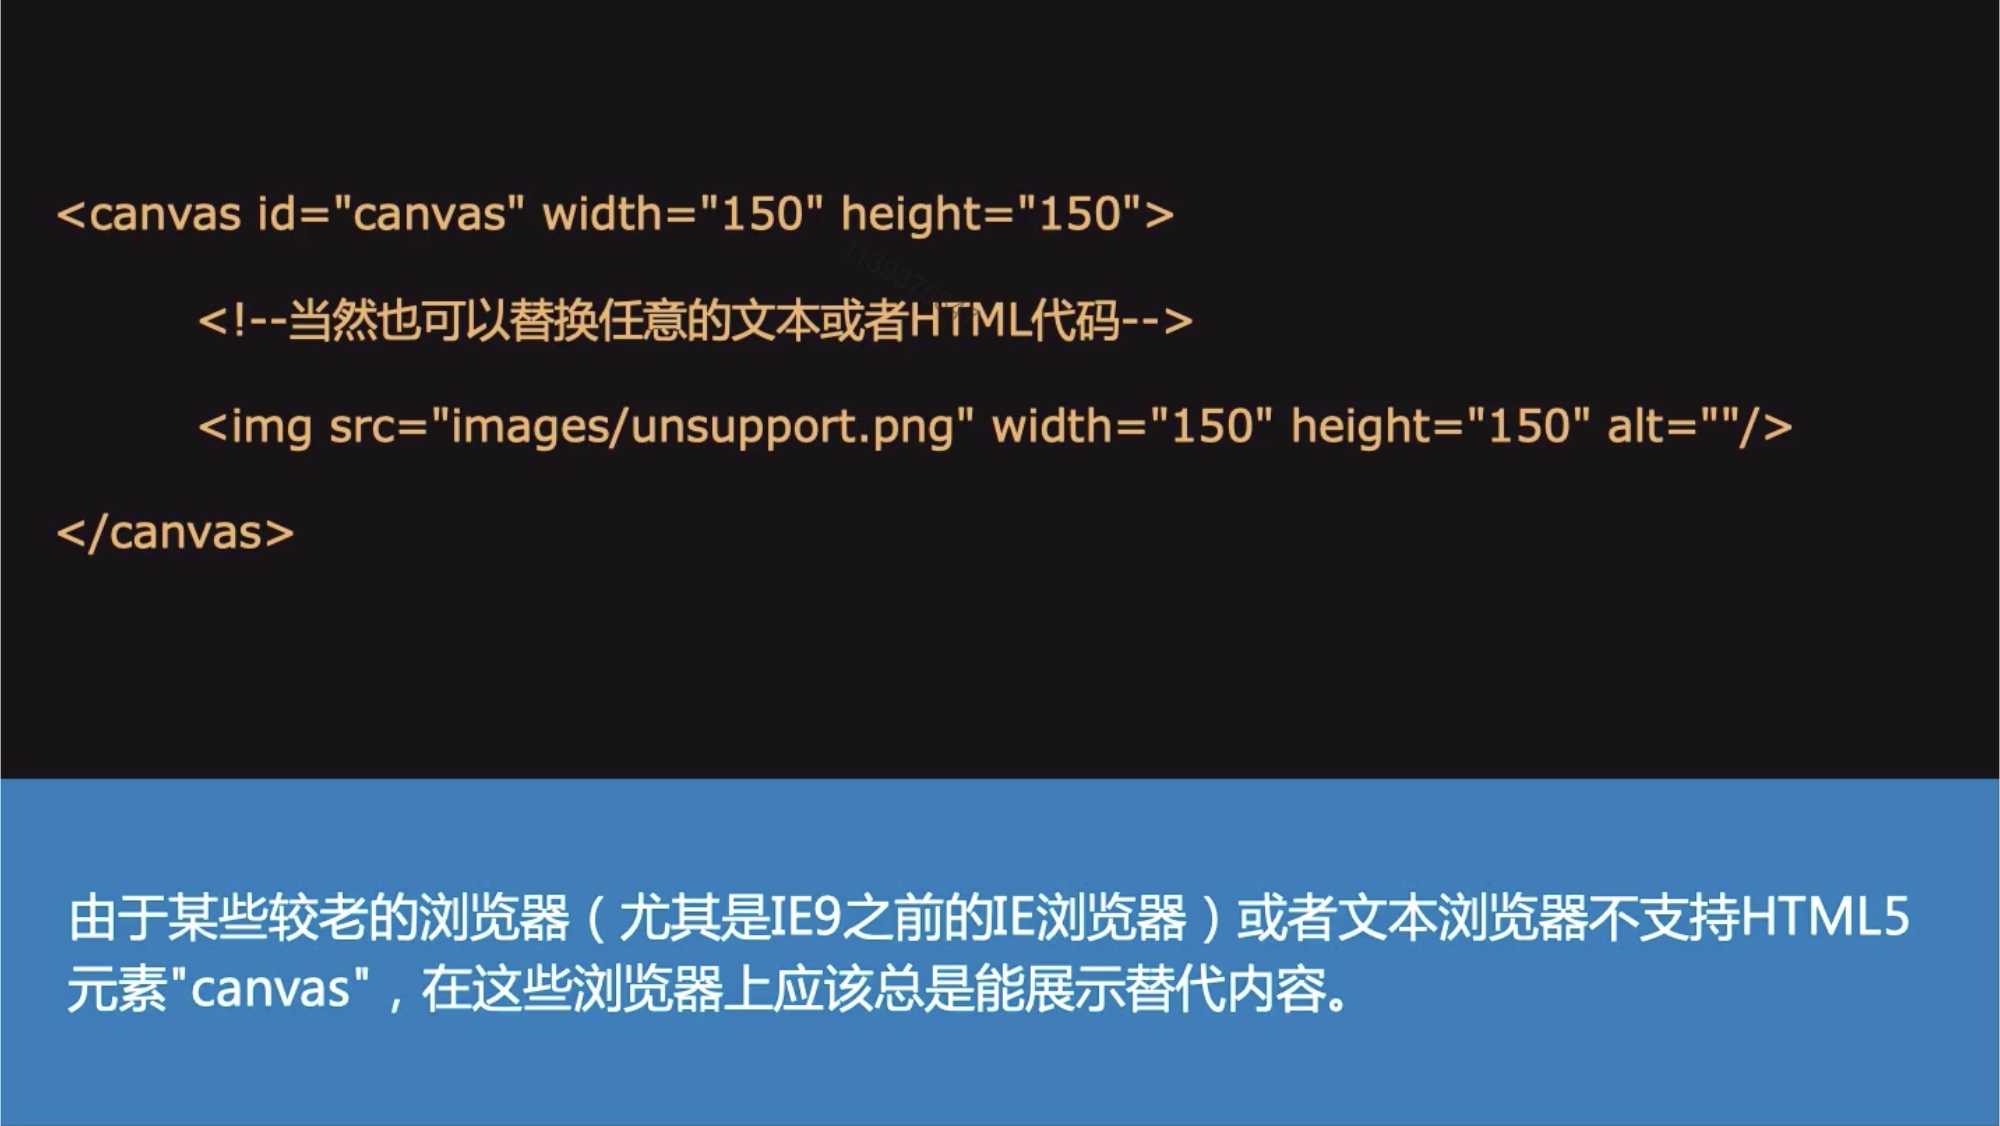 <canvas id="canvas" width="150" height="150">
<!--当然也可以替换任意的文本或者HTML代码-->
<img src="images/unsupport.png" width="150" height="150" alt=""/>
</canvas>
由于某些较老的浏览器（尤其是IE9之前的IE浏览器）或者文本浏览器不支持HTML5
元素"canvas"，在这些浏览器上应该总是能展示替代内容。